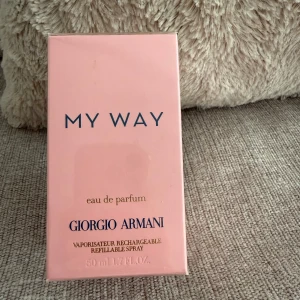 MY WAY
eau de parfum
GIORGIO ARMANI
VAPORISATEUR RECHARGEABLE
REFILLABLE SPRAY